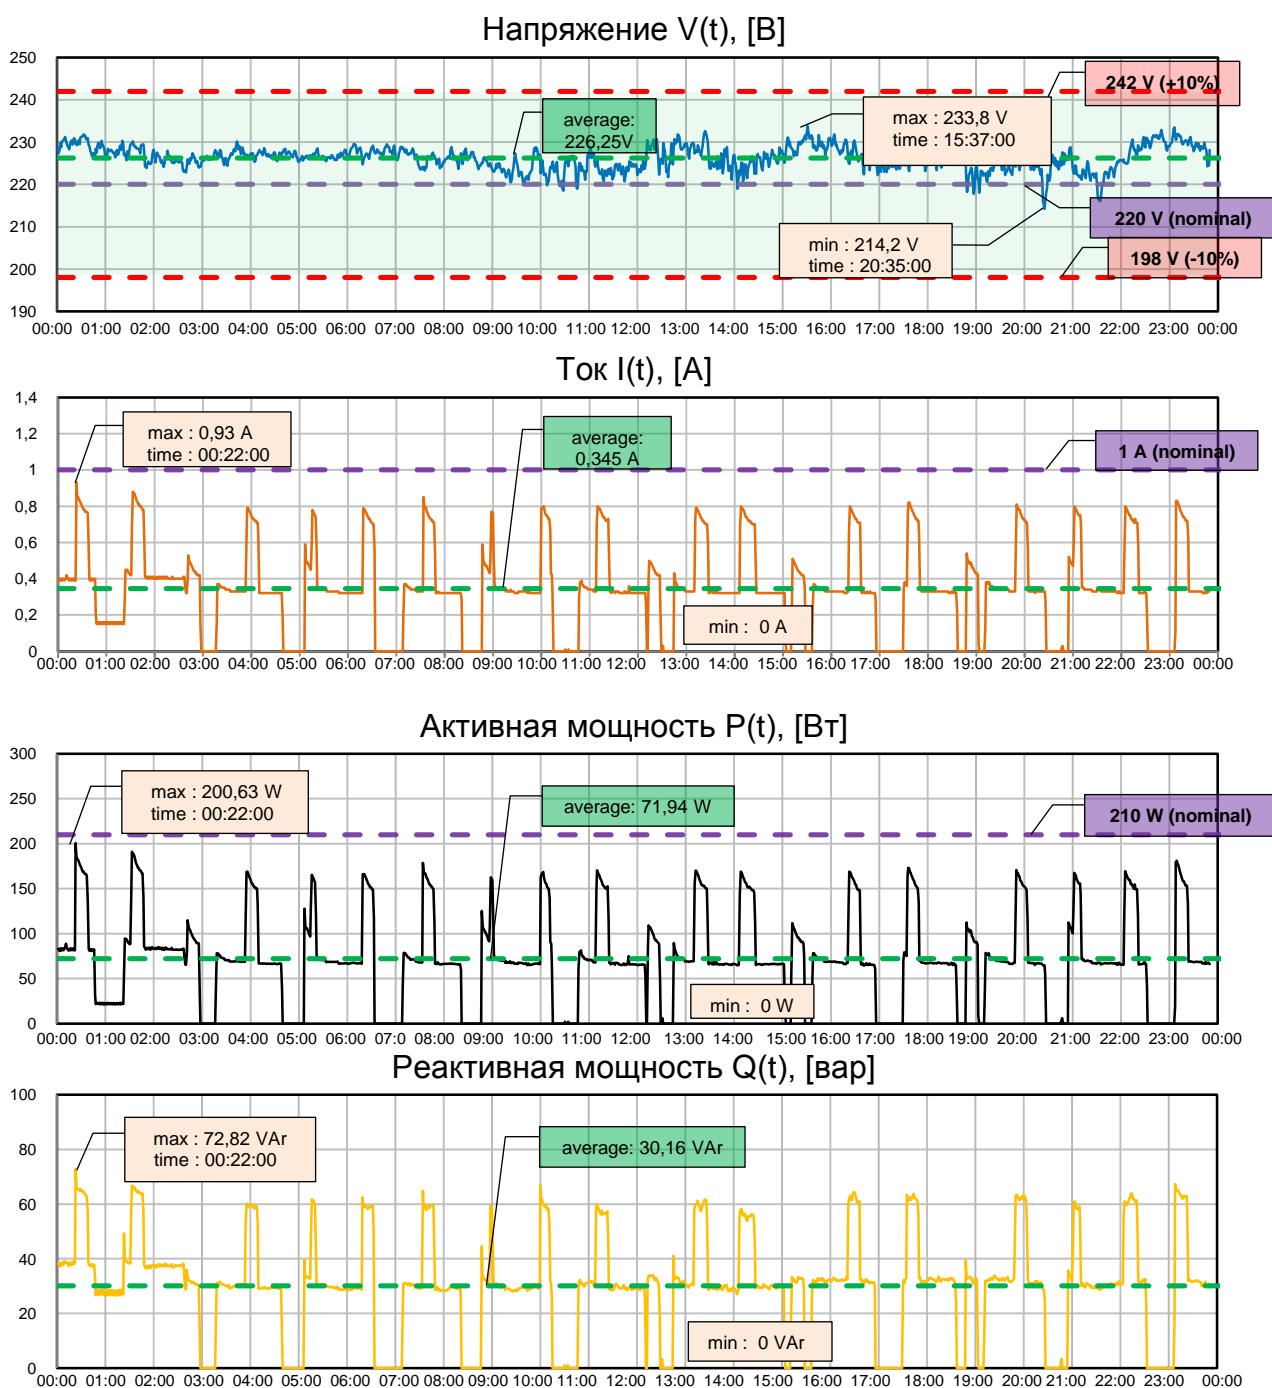 Напряжение V(t), [В]
250
240
230
220
210
200
190
242 V (+10%)
average:
226,25V
max : 233,8 V
time : 15:37:00
220 V (nominal)
min : 214,2 V
time : 20:35:00
198 V (-10%)
00:00 01:00 02:00 03:00 04:00 05:00 06:00 07:00 08:00 09:00 10:00 11:00 12:00 13:00 14:00 15:00 16:00 17:00 18:00 19:00 20:00 21:00 22:00 23:00 00:00
Ток I(t), [А]
1,4
1,2
1
0,8
0,6
0,4
0,2
0
max : 0,93 A
time : 00:22:00
average:
0,345 A
1 A (nominal)
min : 0 A
00:00 01:00 02:00 03:00 04:00 05:00 06:00 07:00 08:00 09:00 10:00 11:00 12:00 13:00 14:00 15:00 16:00 17:00 18:00 19:00 20:00 21:00 22:00 23:00 00:00
Активная мощность P(t), [Вт]
300
250
200
150
100
50
0
max : 200,63 W
time : 00:22:00
average: 71,94 W
210 W (nominal)
min : 0 W
00:00 01:00 02:00 03:00 04:00 05:00 06:00 07:00 08:00 09:00 10:00 11:00 12:00 13:00 14:00 15:00 16:00 17:00 18:00 19:00 20:00 21:00 22:00 23:00 00:00
Реактивная мощность Q(t), [вар]
100
80
60
40
20
0
max : 72,82 VAr
time : 00:22:00
average: 30,16 VAr
min : 0 VAr
00:00 01:00 02:00 03:00 04:00 05:00 06:00 07:00 08:00 09:00 10:00 11:00 12:00 13:00 14:00 15:00 16:00 17:00 18:00 19:00 20:00 21:00 22:00 23:00 00:00